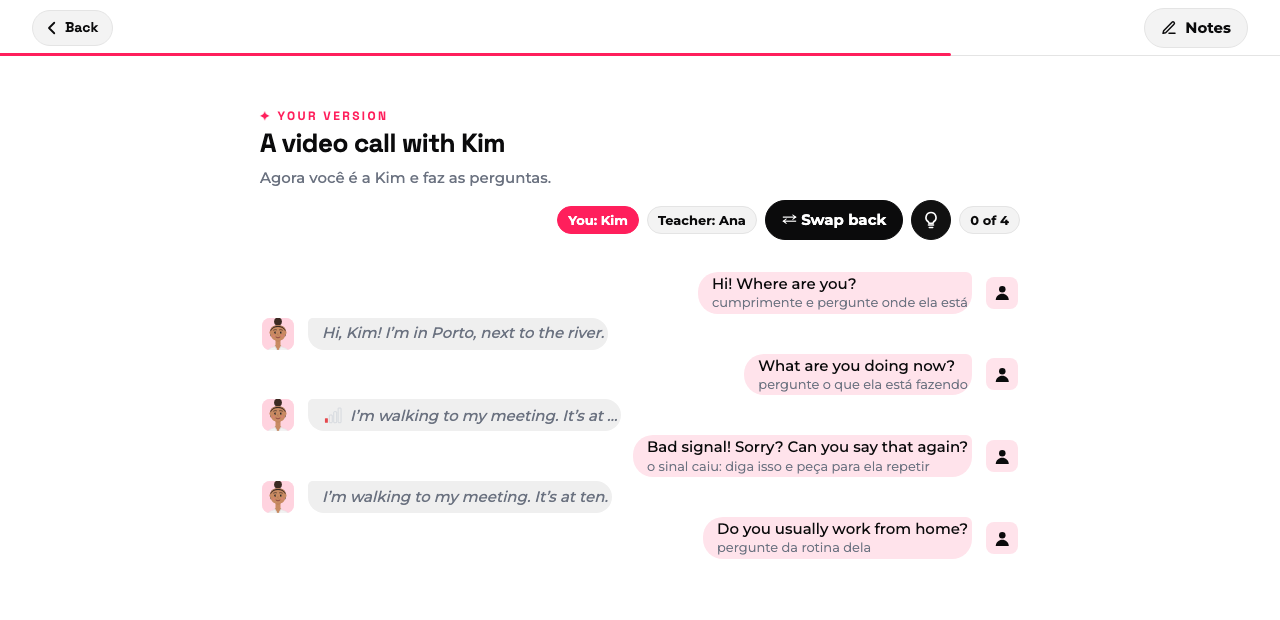 Back
Notes
✦ YOUR VERSION
A video call with Kim
Agora você é a Kim e faz as perguntas.
You: Kim
Teacher: Ana
Swap back
0 of 4
Hi! Where are you?
cumprimente e pergunte onde ela está
Hi, Kim! I’m in Porto, next to the river.
What are you doing now?
pergunte o que ela está fazendo
I’m walking to my meeting. It’s at ...
Bad signal! Sorry? Can you say that again?
o sinal caiu: diga isso e peça para ela repetir
I’m walking to my meeting. It’s at ten.
Do you usually work from home?
pergunte da rotina dela